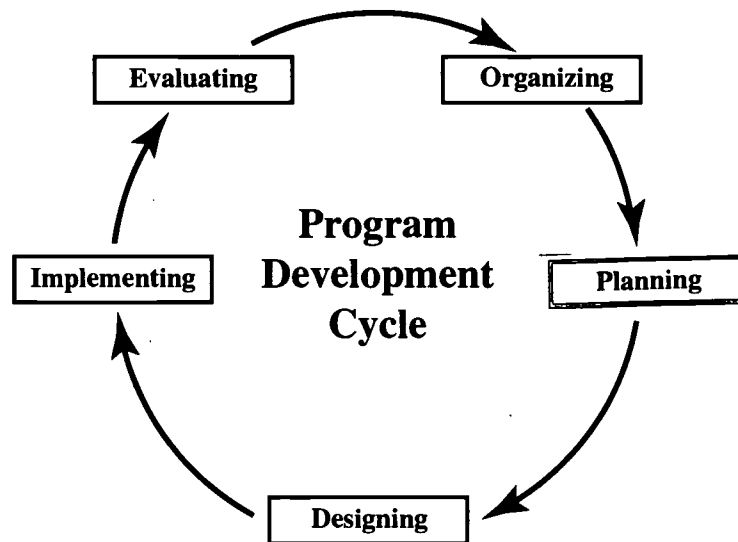 Evaluating
Organizing
Program
Development
Cycle
Implementing
Planning
Designing